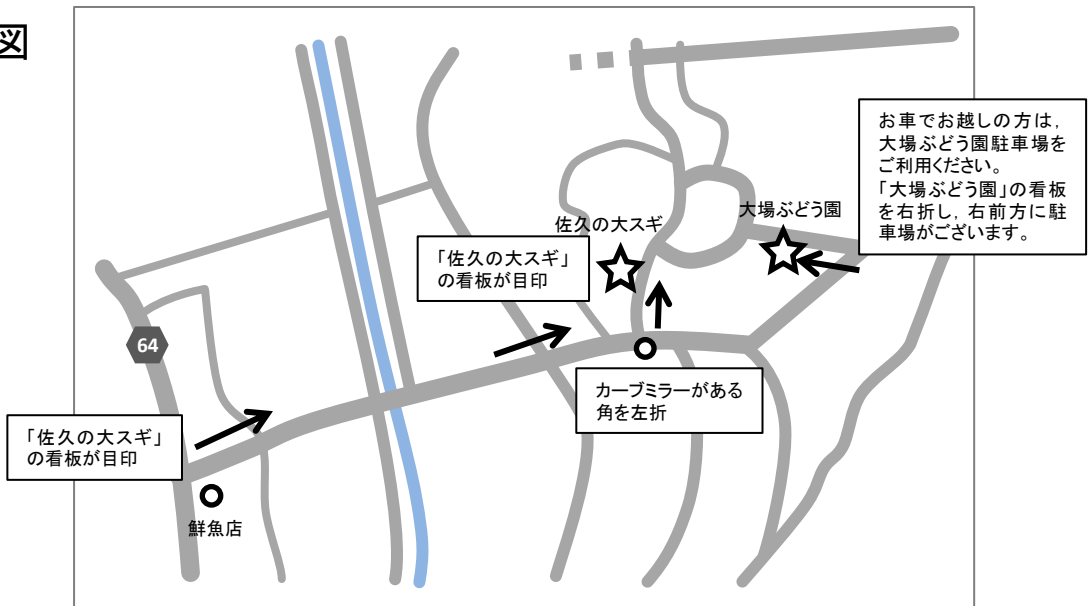 図
お車でお越しの方は,
大場ぶどう園駐車場を
ご利用ください。
「大場ぶどう園」の看板
を右折し,右前方に駐
車場がございます。
大場ぶどう園
佐久の大スギ
「佐久の大スギ」
の看板が目印
64
カーブミラーがある
角を左折
「佐久の大スギ」
の看板が目印
鮮魚店